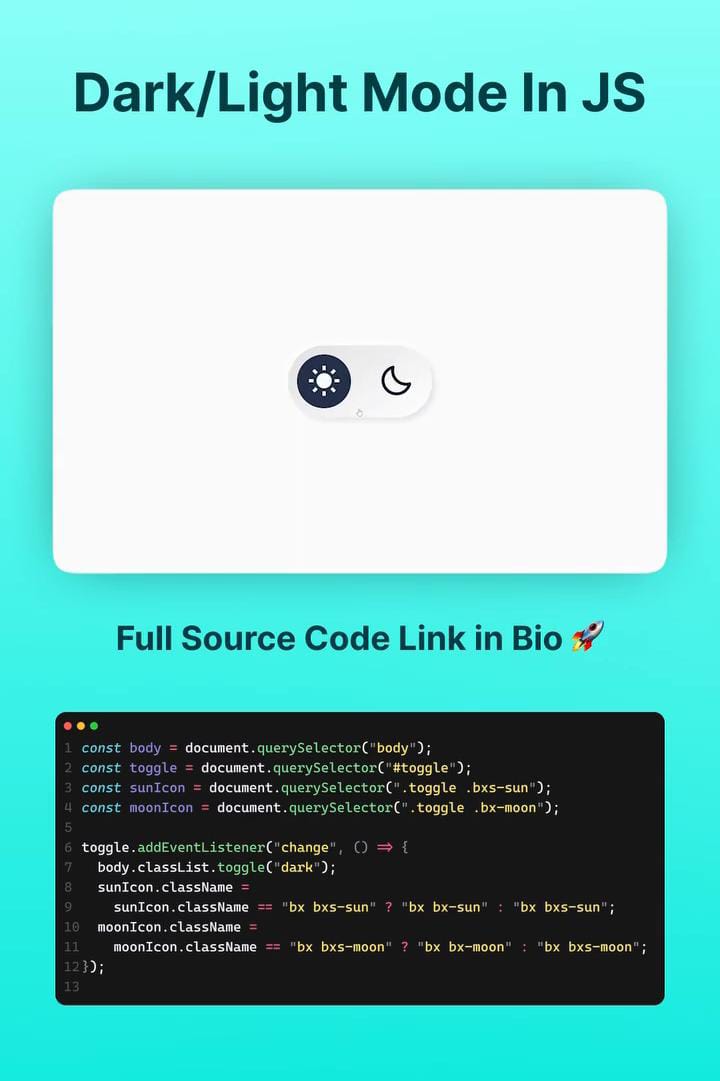 Dark/Light Mode In JS
Full Source Code Link in Bio 🚀
1 const body = document.querySelector("body");
2 const toggle = document.querySelector("#toggle");
3 const sunIcon = document.querySelector(".toggle .bxs-sun");
4 const moonIcon = document.querySelector(".toggle .bx-moon");
5
6 toggle.addEventListener("change", () => {
7   body.classList.toggle("dark");
8   sunIcon.className =
9     sunIcon.className == "bx bxs-sun" ? "bx bx-sun" : "bx bxs-sun";
10   moonIcon.className =
11     moonIcon.className == "bx bxs-moon" ? "bx bx-moon" : "bx bxs-moon";
12 });
13